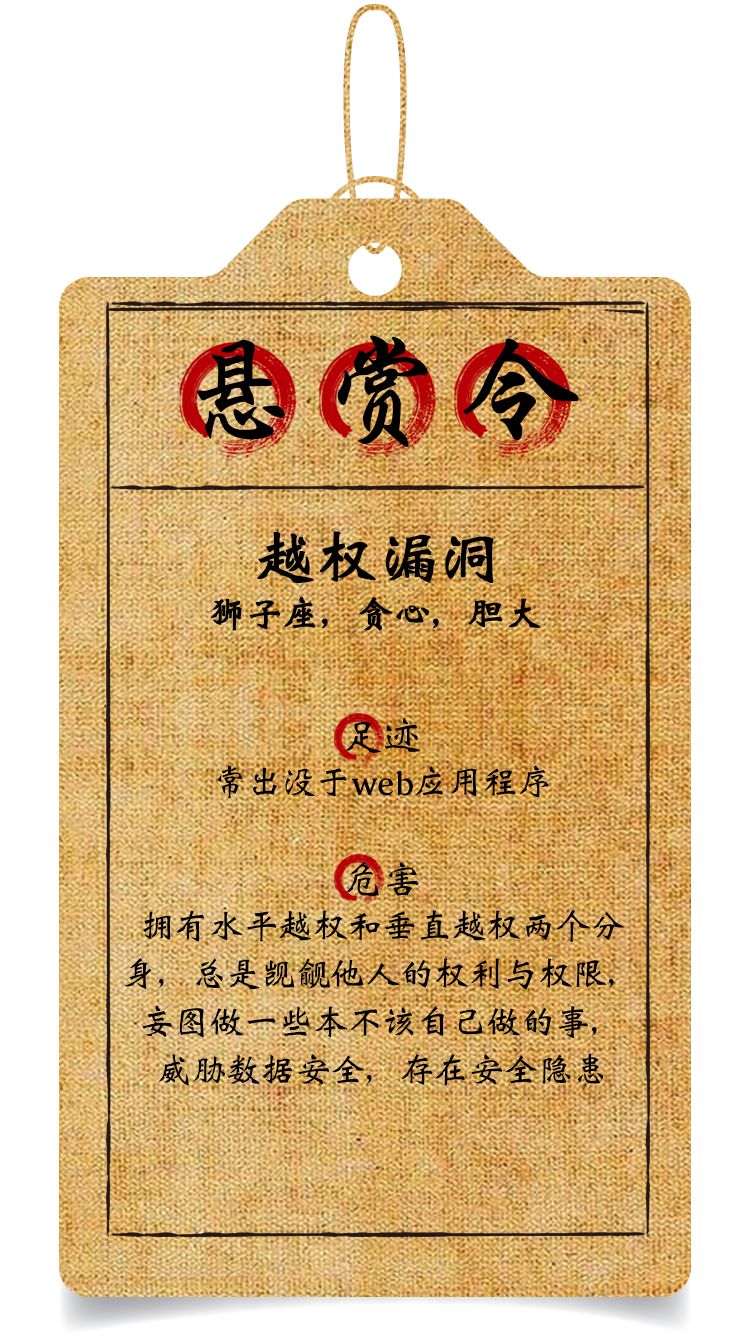 悬赏令
越权漏洞
狮子座，贪心，胆大
足迹
常出没于web应用程序
危害
拥有水平越权和垂直越权两个分
身，总是觊觎他人的权利与权限，
妄图做一些本不该自己做的事，
威胁数据安全，存在安全隐患